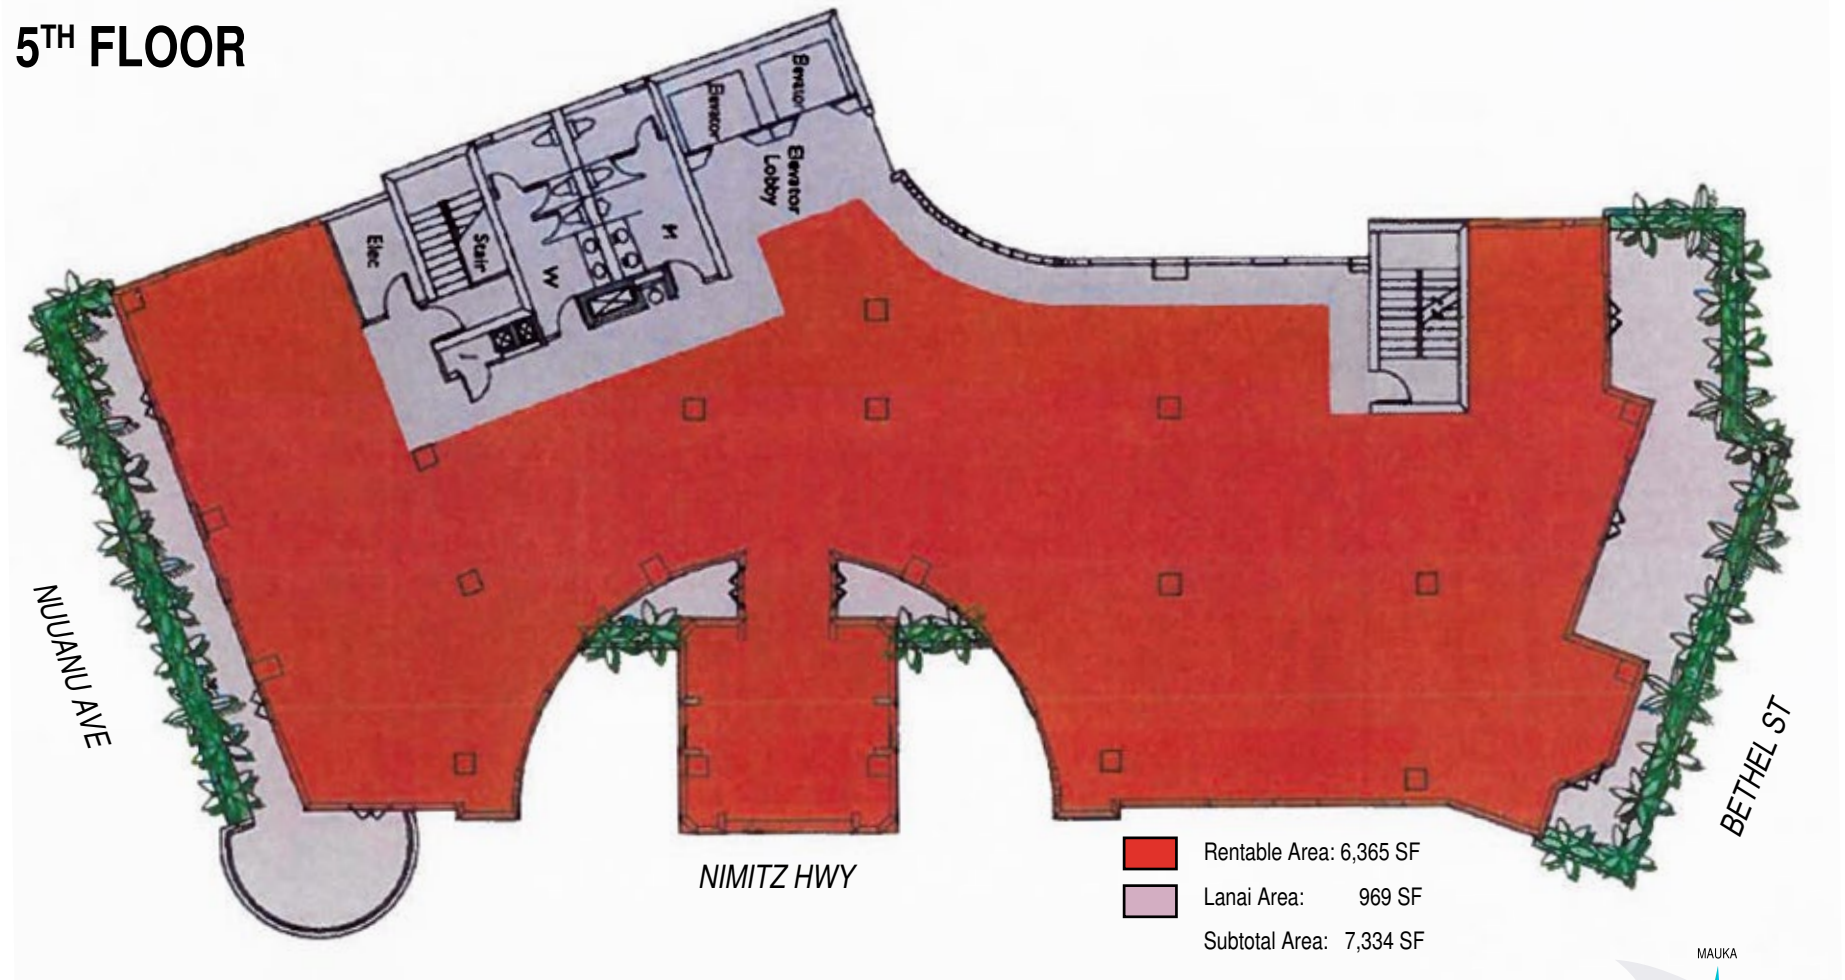 5TH FLOOR
Elevator
Elevator
Elevator
Lobby
Elec
Stair
W
M
NUUANU AVE
BETHEL ST
NIMITZ HWY
Rentable Area: 6,365 SF
Lanai Area: 969 SF
Subtotal Area: 7,334 SF
MAUKA